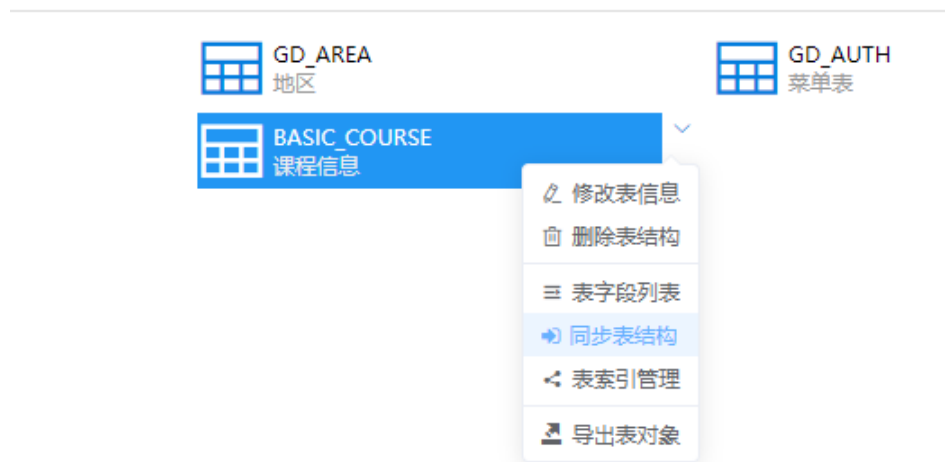 GD_AREA
地区
GD_AUTH
菜单表
BASIC_COURSE
课程信息
修改表信息
删除表结构
表字段列表
同步表结构
表索引管理
导出表对象